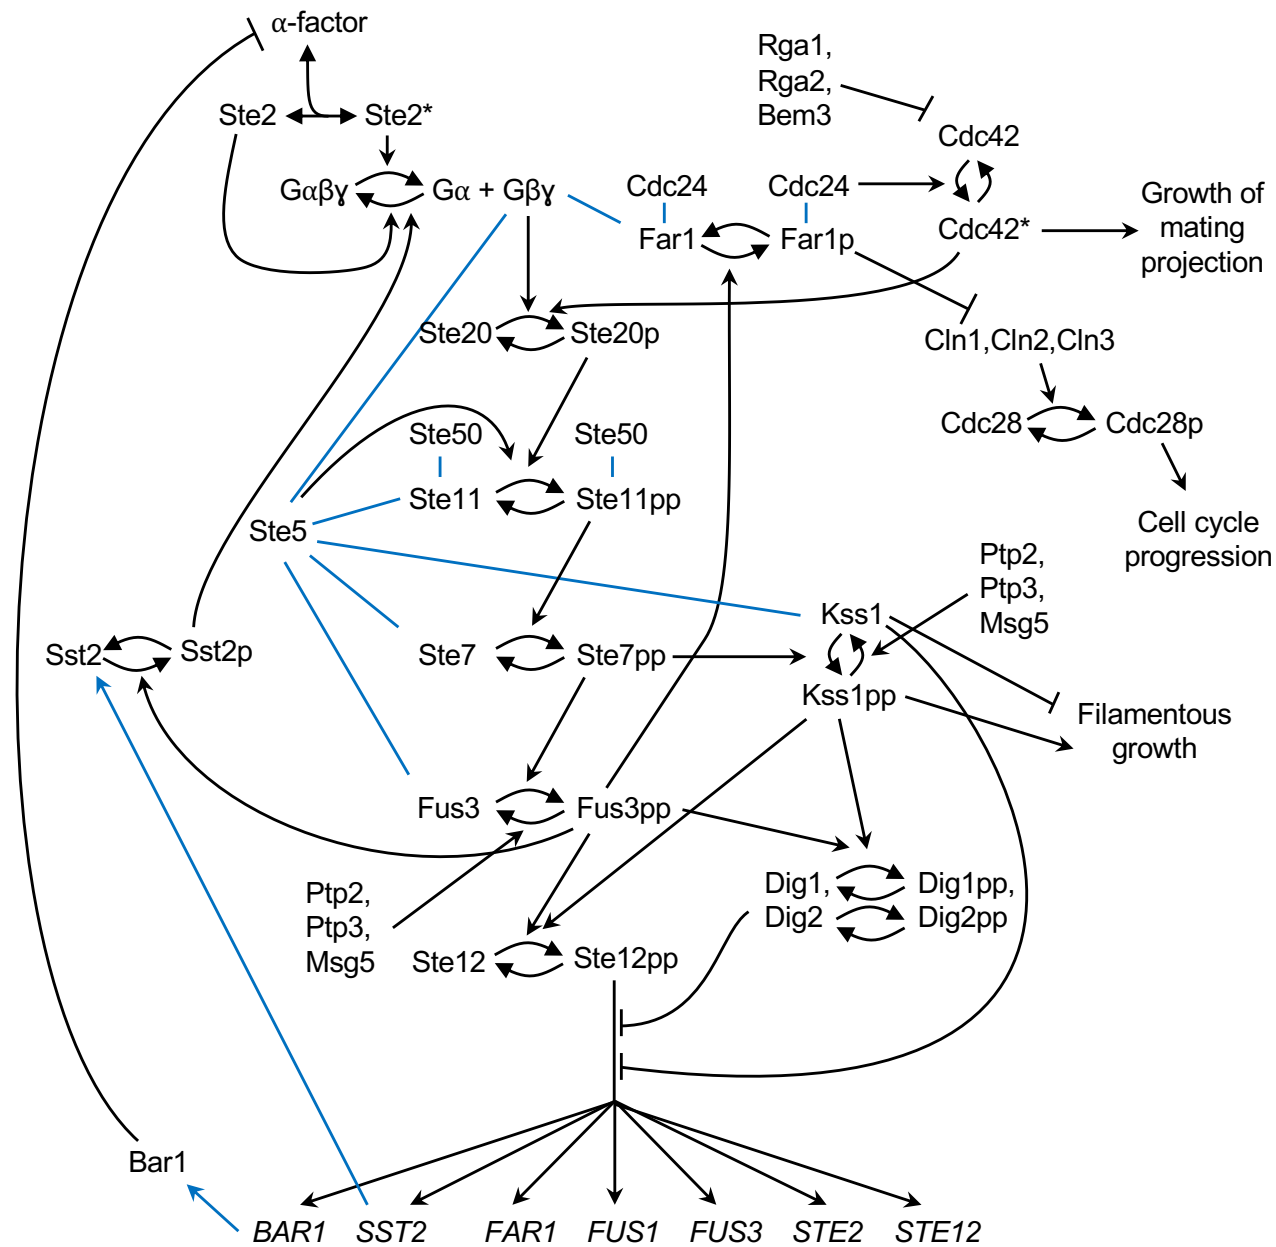 α-factor
Rga1,
Rga2,
Bem3
Ste2
Ste2*
Cdc42
Gαβɣ
Gα + Gβɣ
Cdc24
Cdc24
Far1
Far1p
Cdc42*
Growth of
mating
projection
Ste20
Ste20p
Cln1,Cln2,Cln3
Cdc28
Cdc28p
Ste50
Ste50
Ste11
Ste11pp
Ste5
Cell cycle
progression
Ptp2,
Ptp3,
Msg5
Kss1
Sst2
Sst2p
Ste7
Ste7pp
Kss1pp
Filamentous
growth
Fus3
Fus3pp
Ptp2,
Ptp3,
Msg5
Dig1,
Dig2
Dig1pp,
Dig2pp
Ste12
Ste12pp
Bar1
BAR1 SST2 FAR1 FUS1 FUS3 STE2 STE12